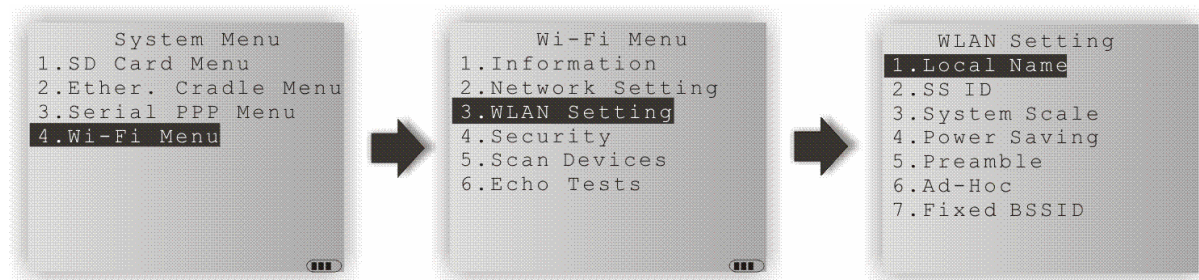 System Menu
1.SD Card Menu
2.Ether. Cradle Menu
3.Serial PPP Menu
4.Wi-Fi Menu
Wi-Fi Menu
1.Information
2.Network Setting
3.WLAN Setting
4.Security
5.Scan Devices
6.Echo Tests
WLAN Setting
1.Local Name
2.SS ID
3.System Scale
4.Power Saving
5.Preamble
6.Ad-Hoc
7.Fixed BSSID